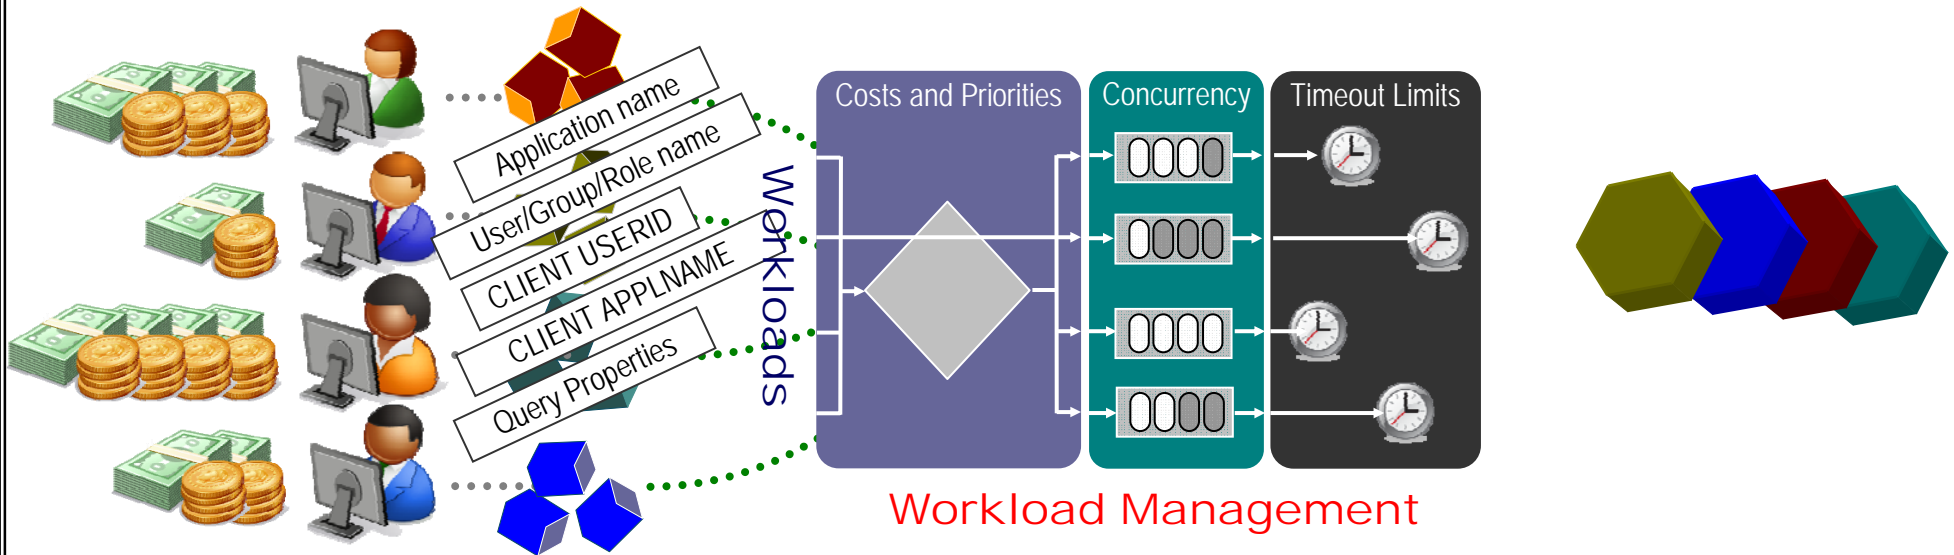 Application name
User/Group/Role name
CLIENT USERID
CLIENT APPLNAME
Query Properties
Workloads
Costs and Priorities
Concurrency
Timeout Limits
Workload Management